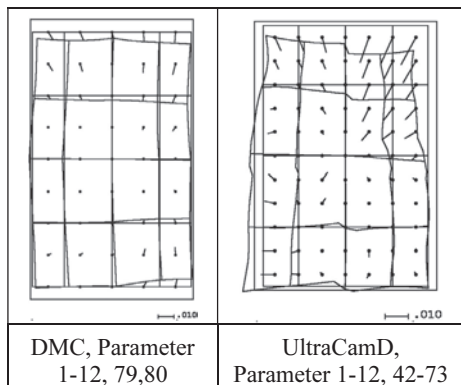 .010
.010
DMC, Parameter
1-12, 79,80
UltraCamD,
Parameter 1-12, 42-73